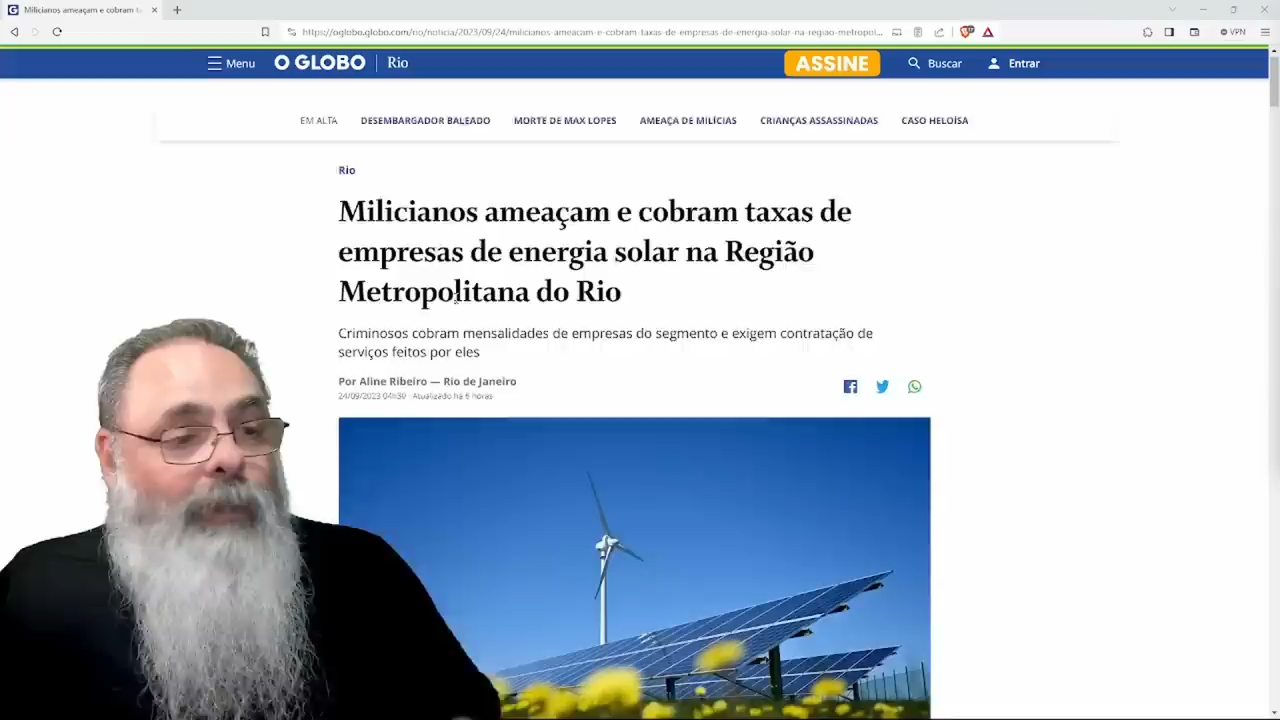 Milicianos ameaçam e cobram t
https://oglobo.globo.com/rio/noticia/2023/09/24/milicianos-ameacam-e-cobram-taxas-de-empresas-de-energia-solar-na-regiao-metropol...
VPN
Menu
O GLOBO
Rio
ASSINE
Buscar
Entrar
EM ALTA
DESEMBARGADOR BALEADO
MORTE DE MAX LOPES
AMEAÇA DE MILÍCIAS
CRIANÇAS ASSASSINADAS
CASO HELOÍSA
Rio
Milicianos ameaçam e cobram taxas de
empresas de energia solar na Região
Metropolitana do Rio
Criminosos cobram mensalidades de empresas do segmento e exigem contratação de
serviços feitos por eles
Por Aline Ribeiro — Rio de Janeiro
24/09/2023 04h30 · Atualizado há 6 horas